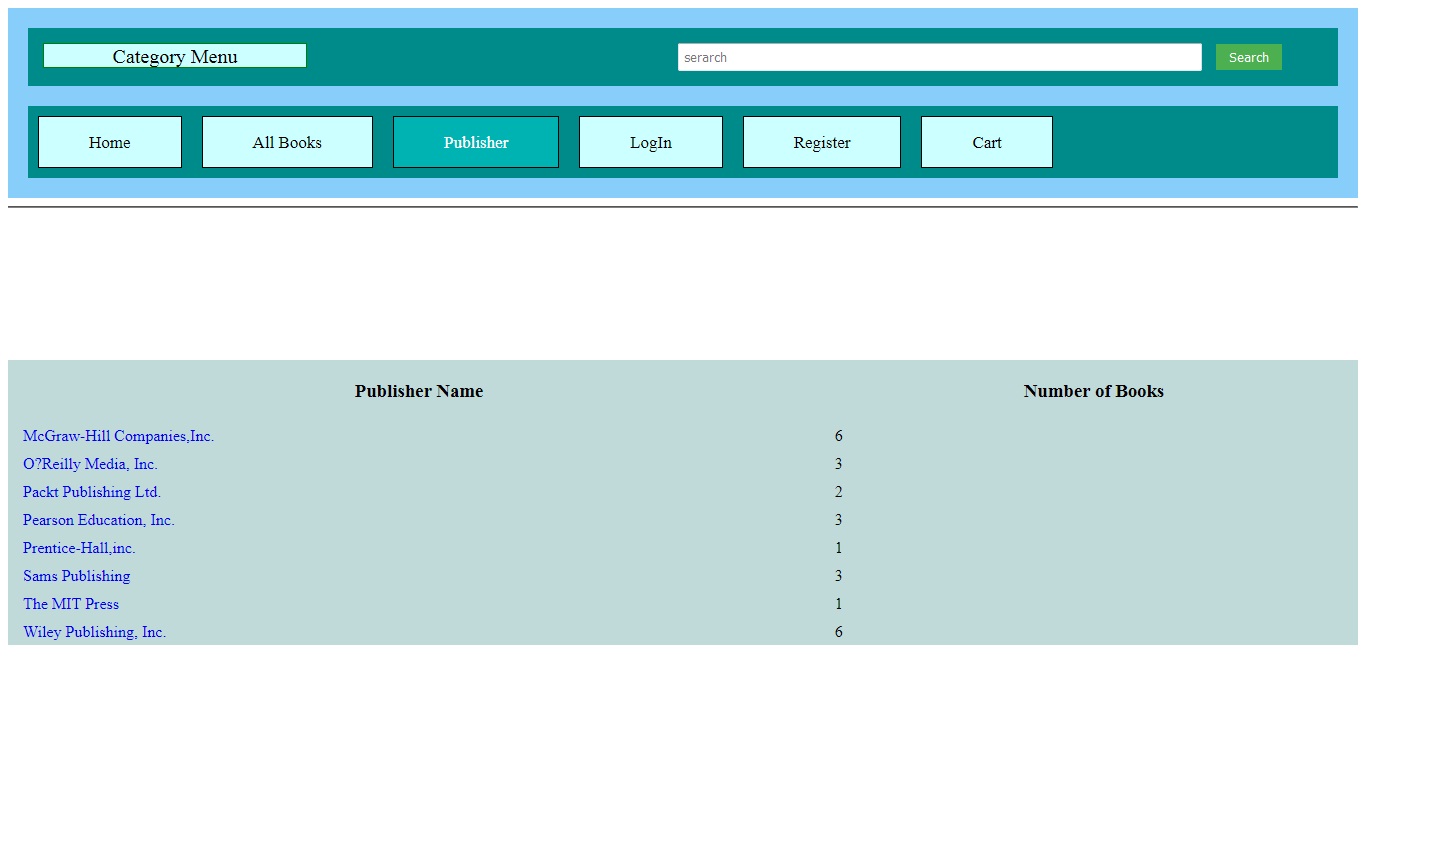 Category Menu serarch Search
Home All Books Publisher LogIn Register Cart
Publisher Name Number of Books
McGraw-Hill Companies,Inc. 6
O?Reilly Media, Inc. 3
Packt Publishing Ltd. 2
Pearson Education, Inc. 3
Prentice-Hall,inc. 1
Sams Publishing 3
The MIT Press 1
Wiley Publishing, Inc. 6